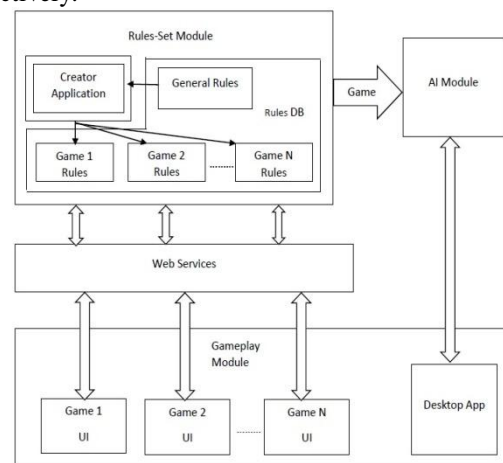 etively.
Rules-Set Module
Creator
Application
General Rules
Rules DB
Game
AI Module
Game 1
Rules
Game 2
Rules
.........
Game N
Rules
Web Services
Gameplay
Module
Game 1
UI
Game 2
UI
.........
Game N
UI
Desktop App